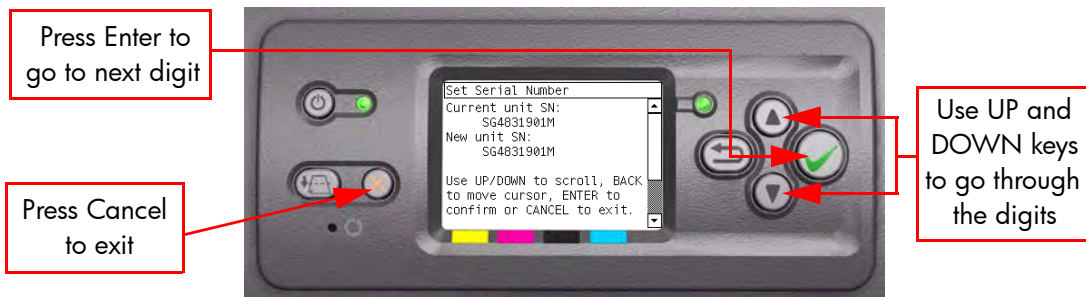 Press Enter to
go to next digit
Set Serial Number
Current unit SN:
SG4831901M
New unit SN:
SG4831901M
Use UP/DOWN to scroll, BACK
to move cursor, ENTER to
confirm or CANCEL to exit.
Use UP and
DOWN keys
to go through
the digits
Press Cancel
to exit